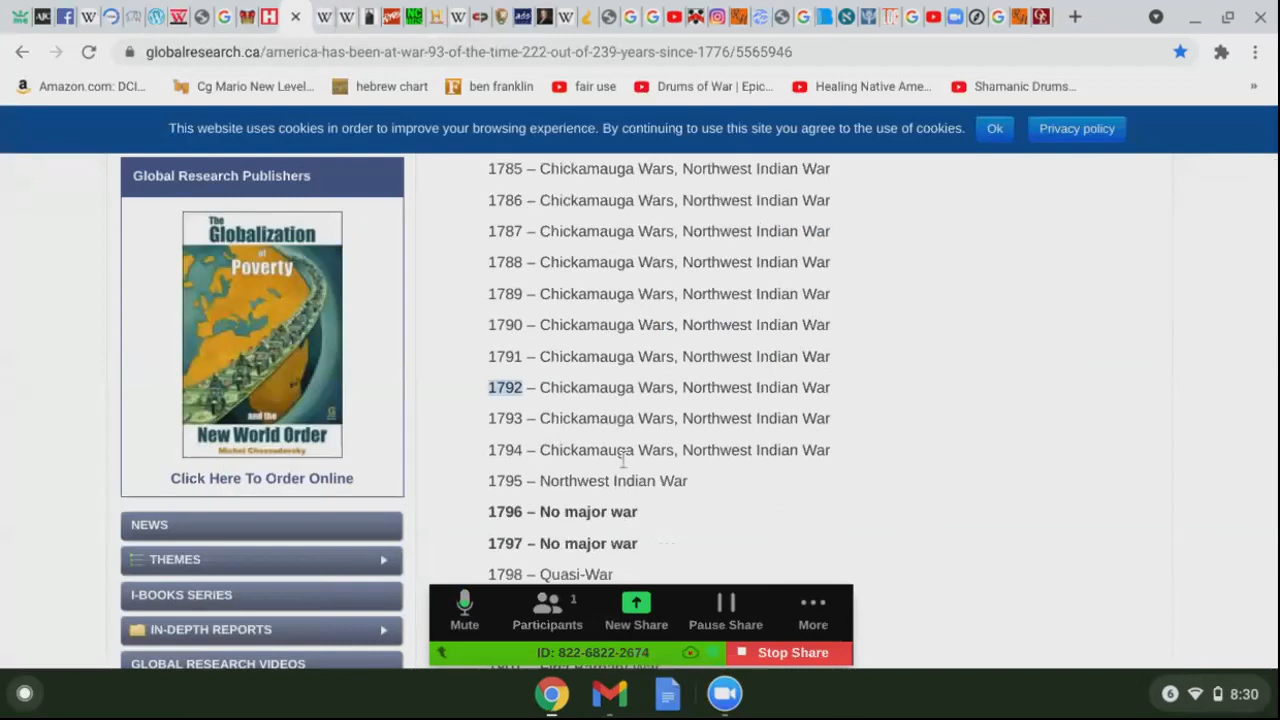 globalresearch.ca/america-has-been-at-war-93-of-the-time-222-out-of-239-years-since-1776/5565946
Amazon.com: DCI...
Cg Mario New Level...
hebrew chart
ben franklin
fair use
Drums of War | Epic...
Healing Native Ame...
Shamanic Drums...
»
This website uses cookies in order to improve your browsing experience. By continuing to use this site you agree to the use of cookies.
Ok
Privacy policy
Global Research Publishers
The
Globalization
of
Poverty
and the
New World Order
Michel Chossudovsky
Click Here To Order Online
NEWS
THEMES
I-BOOKS SERIES
IN-DEPTH REPORTS
GLOBAL RESEARCH VIDEOS
1785 – Chickamauga Wars, Northwest Indian War
1786 – Chickamauga Wars, Northwest Indian War
1787 – Chickamauga Wars, Northwest Indian War
1788 – Chickamauga Wars, Northwest Indian War
1789 – Chickamauga Wars, Northwest Indian War
1790 – Chickamauga Wars, Northwest Indian War
1791 – Chickamauga Wars, Northwest Indian War
1792 – Chickamauga Wars, Northwest Indian War
1793 – Chickamauga Wars, Northwest Indian War
1794 – Chickamauga Wars, Northwest Indian War
1795 – Northwest Indian War
1796 – No major war
1797 – No major war
1798 – Quasi-War
Mute
Participants
1
New Share
Pause Share
More
ID: 822-6822-2674
Stop Share
6
8:30